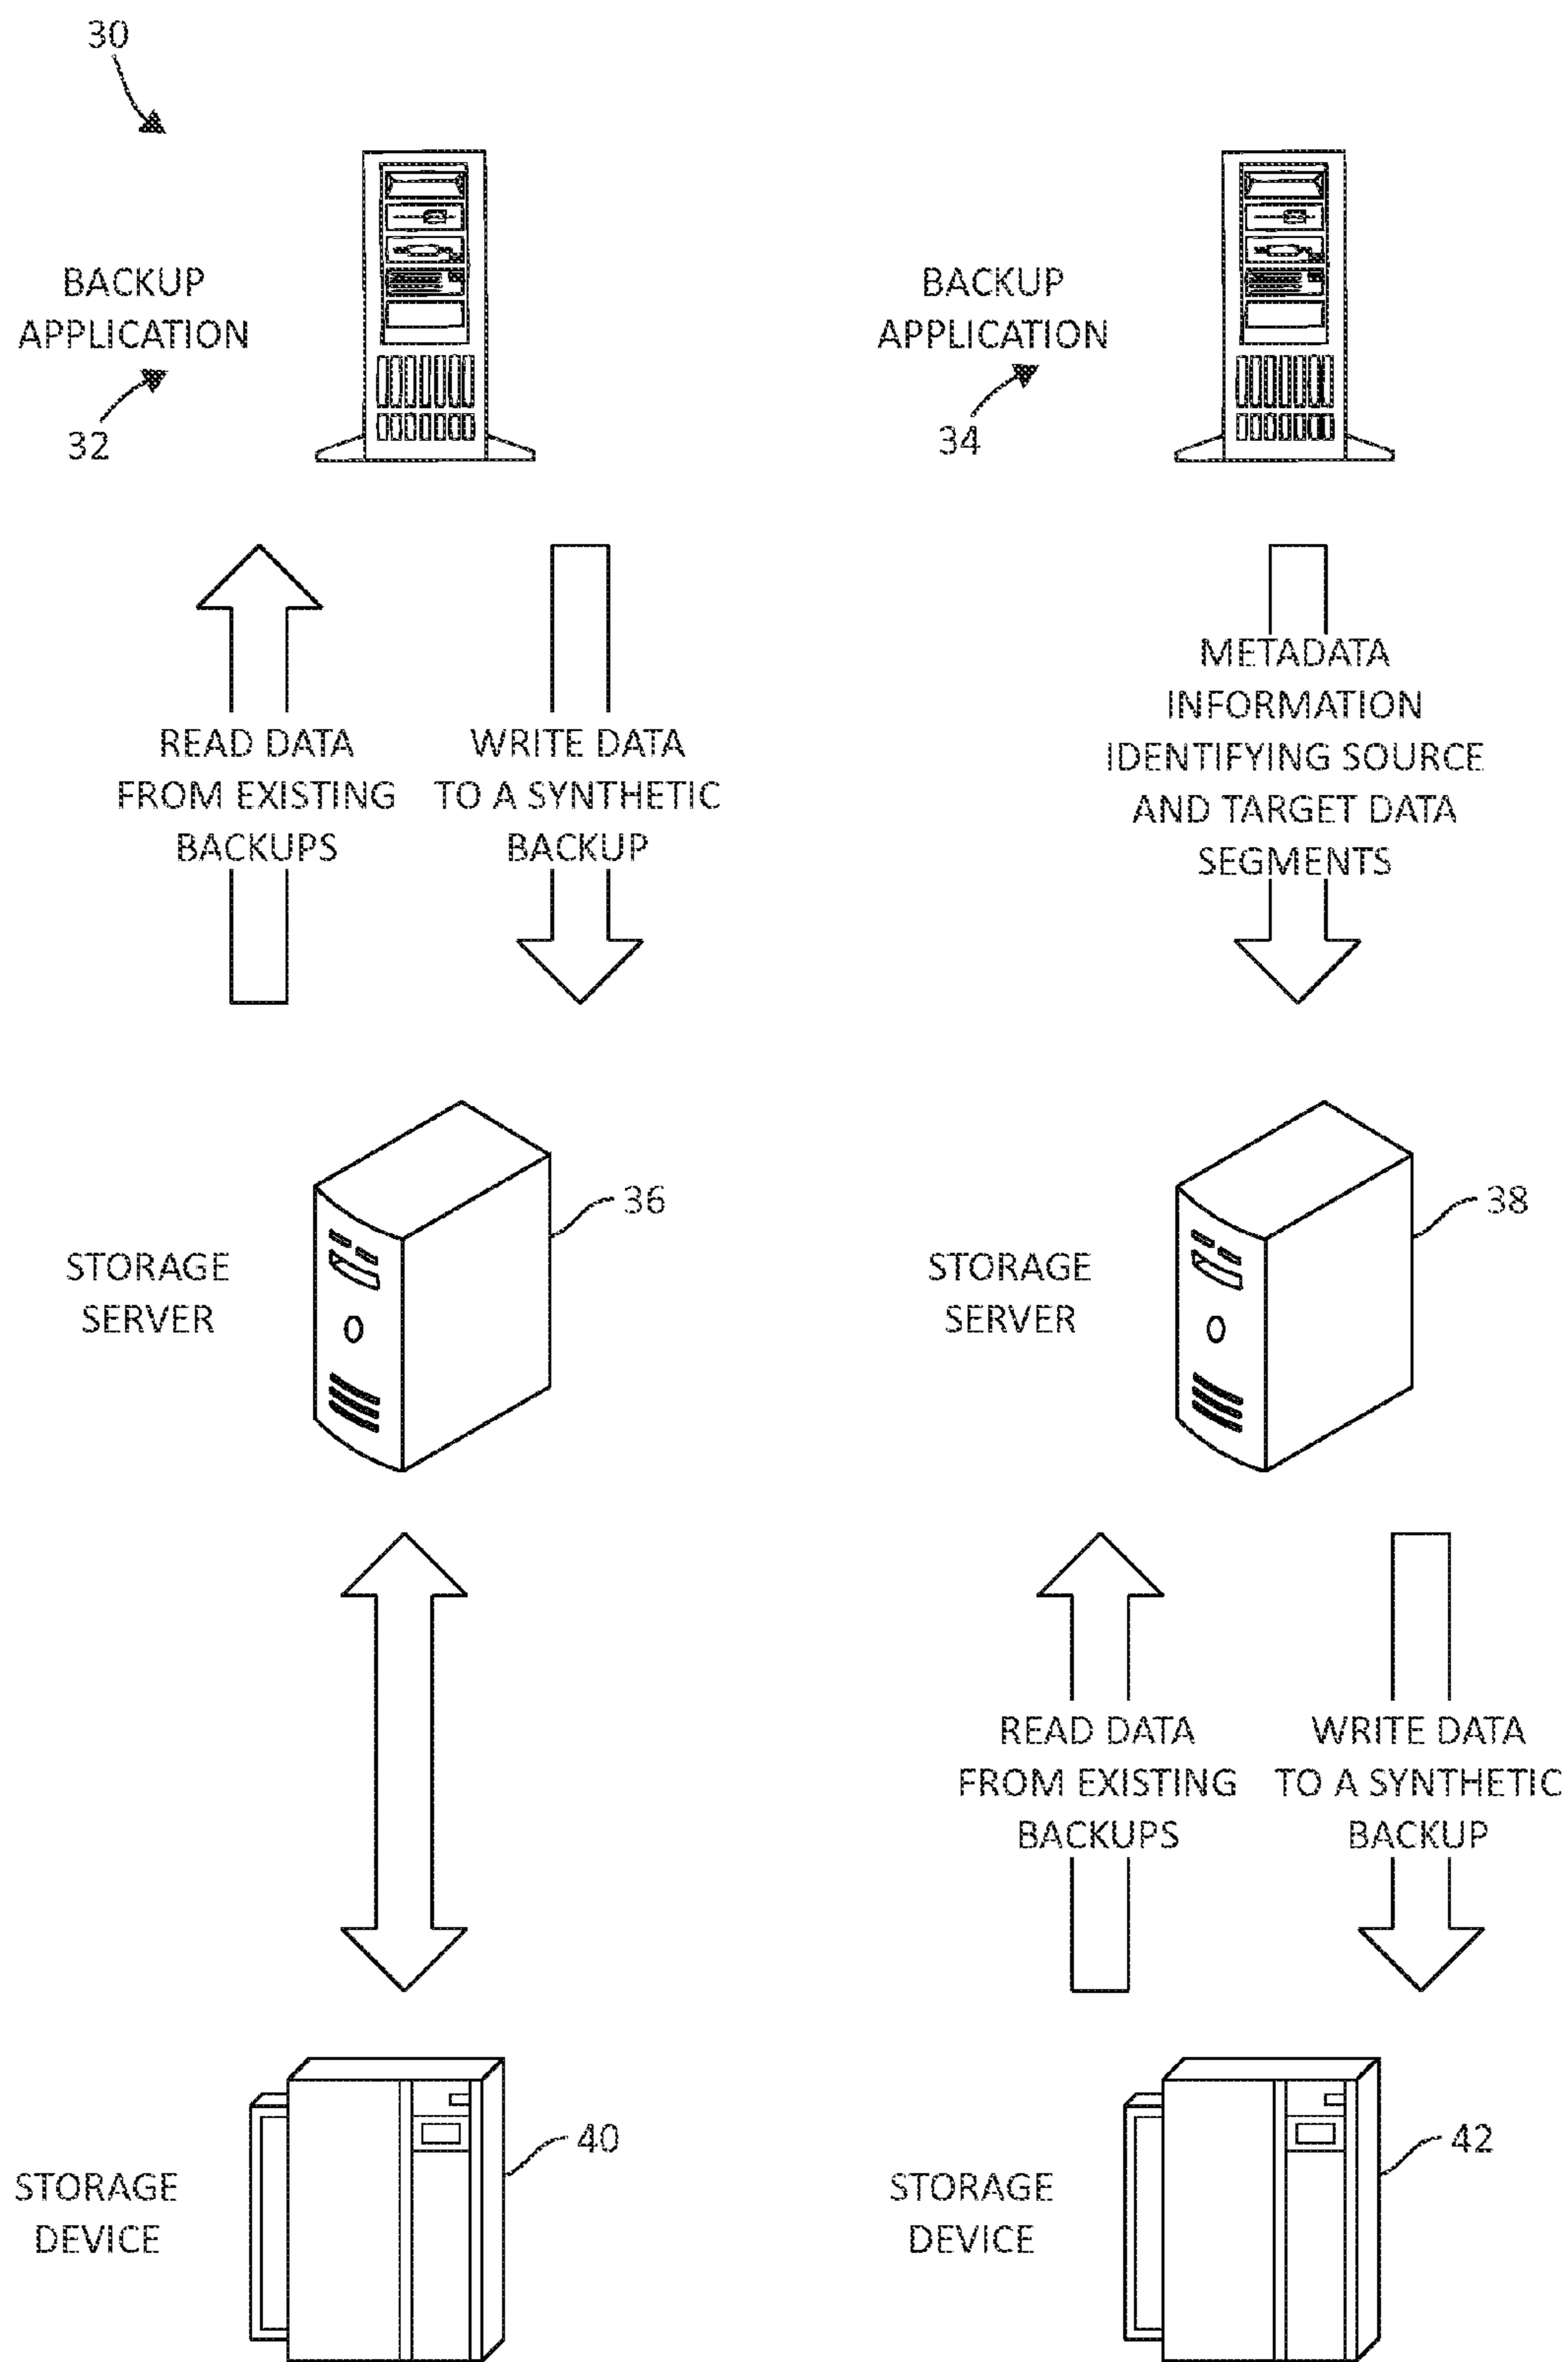 30
BACKUP
APPLICATION
32
BACKUP
APPLICATION
34
READ DATA
FROM EXISTING
BACKUPS
WRITE DATA
TO A SYNTHETIC
BACKUP
METADATA
INFORMATION
IDENTIFYING SOURCE
AND TARGET DATA
SEGMENTS
STORAGE
SERVER
36
STORAGE
SERVER
38
READ DATA
FROM EXISTING
BACKUPS
WRITE DATA
TO A SYNTHETIC
BACKUP
STORAGE
DEVICE
40
STORAGE
DEVICE
42